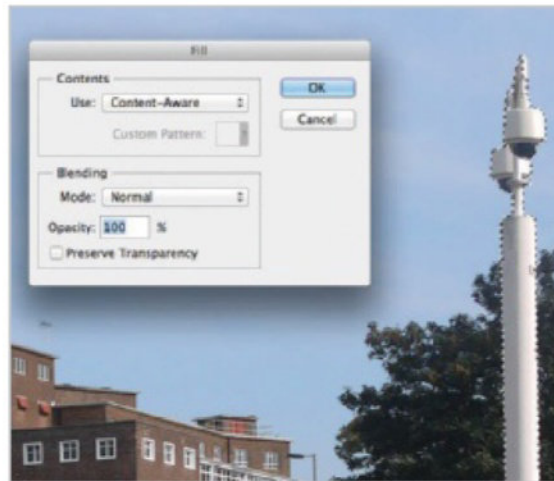 Fill
Contents
Use: Content-Aware
Custom Pattern:
OK
Cancel
Blending
Mode: Normal
Opacity: 100 %
Preserve Transparency